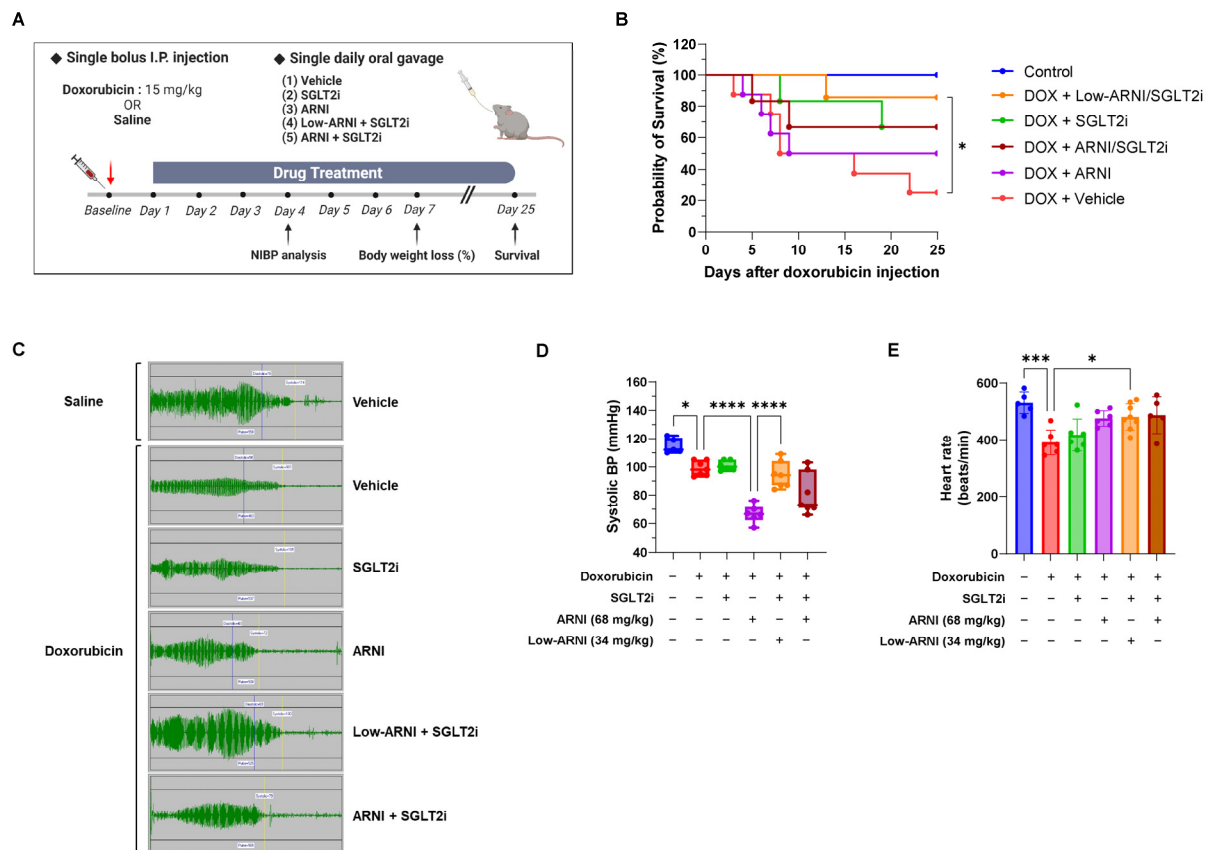 A
◆ Single bolus I.P. injection
Doxorubicin : 15 mg/kg
OR
Saline
◆ Single daily oral gavage
(1) Vehicle
(2) SGLT2i
(3) ARNI
(4) Low-ARNI + SGLT2i
(5) ARNI + SGLT2i
Drug Treatment
Baseline Day 1 Day 2 Day 3 Day 4 Day 5 Day 6 Day 7 Day 25
NIBP analysis Body weight loss (%) Survival
B
Probability of Survival (%)
120
100
80
60
40
20
0
0 5 10 15 20 25
Days after doxorubicin injection
*
Control
DOX + Low-ARNI/SGLT2i
DOX + SGLT2i
DOX + ARNI/SGLT2i
DOX + ARNI
DOX + Vehicle
C
Saline
Vehicle
Doxorubicin
Vehicle
SGLT2i
ARNI
Low-ARNI + SGLT2i
ARNI + SGLT2i
D
Systolic BP (mmHg)
160
140
120
100
80
60
40
* **** ****
Doxorubicin − + + + + +
SGLT2i − − + − + +
ARNI (68 mg/kg) − − − + − +
Low-ARNI (34 mg/kg) − − − − + −
E
Heart rate
(beats/min)
600
400
200
0
*** *
Doxorubicin − + + + + +
SGLT2i − − + − + +
ARNI (68 mg/kg) − − − + − +
Low-ARNI (34 mg/kg) − − − − + −